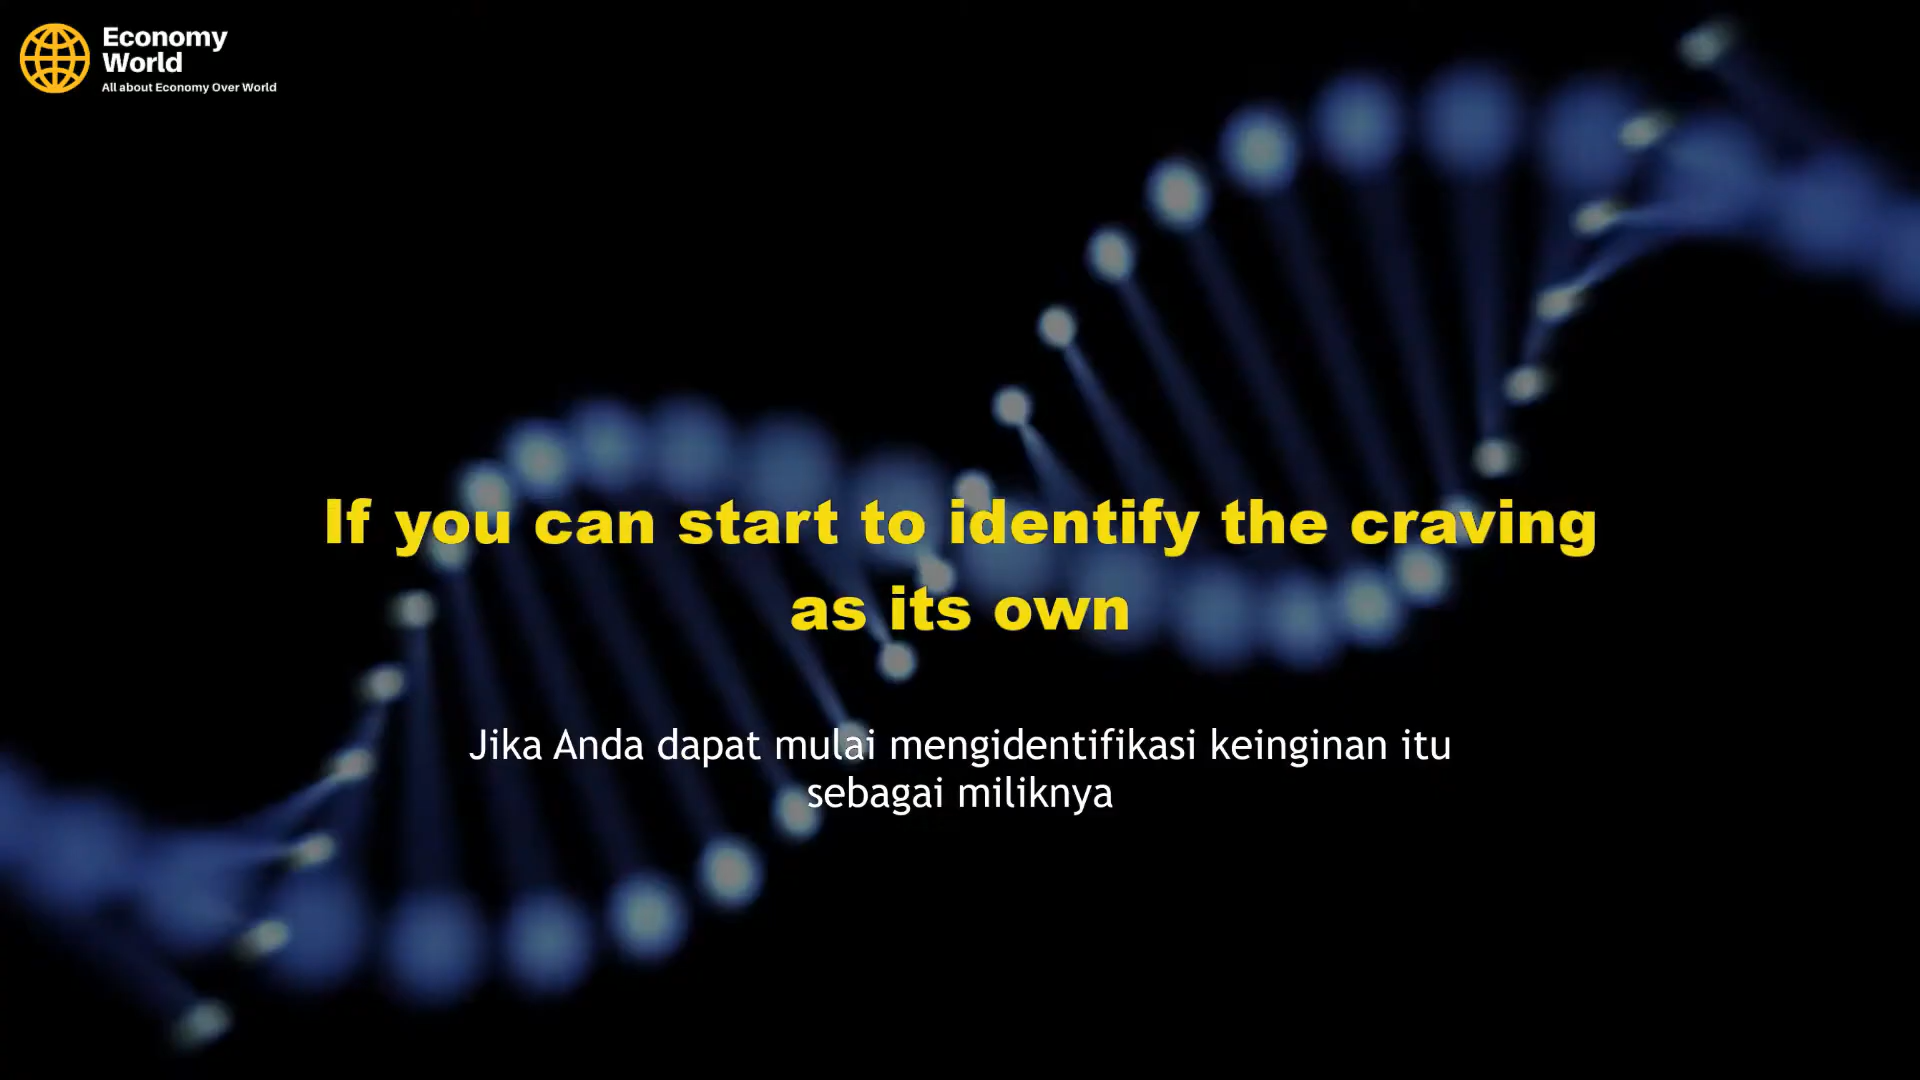 Economy
World
All about Economy Over World
If you can start to identify the craving
as its own
Jika Anda dapat mulai mengidentifikasi keinginan itu
sebagai miliknya